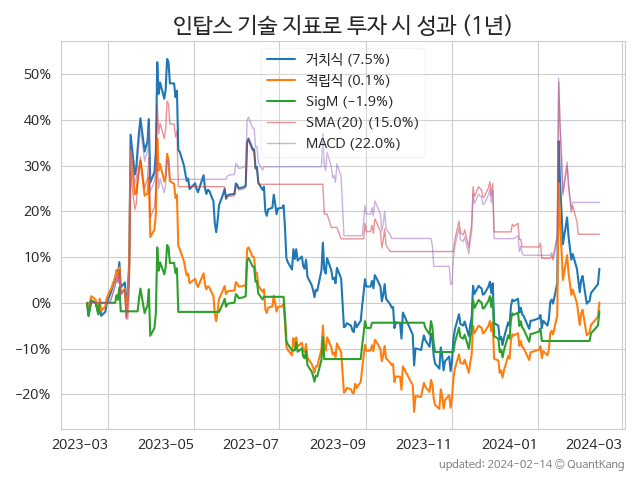 인탑스 기술 지표로 투자 시 성과 (1년)
거치식 (7.5%)
적립식 (0.1%)
SigM (−1.9%)
SMA(20) (15.0%)
MACD (22.0%)
50%
40%
30%
20%
10%
0%
−10%
−20%
2023-03 2023-05 2023-07 2023-09 2023-11 2024-01 2024-03
updated: 2024-02-14 © QuantKang